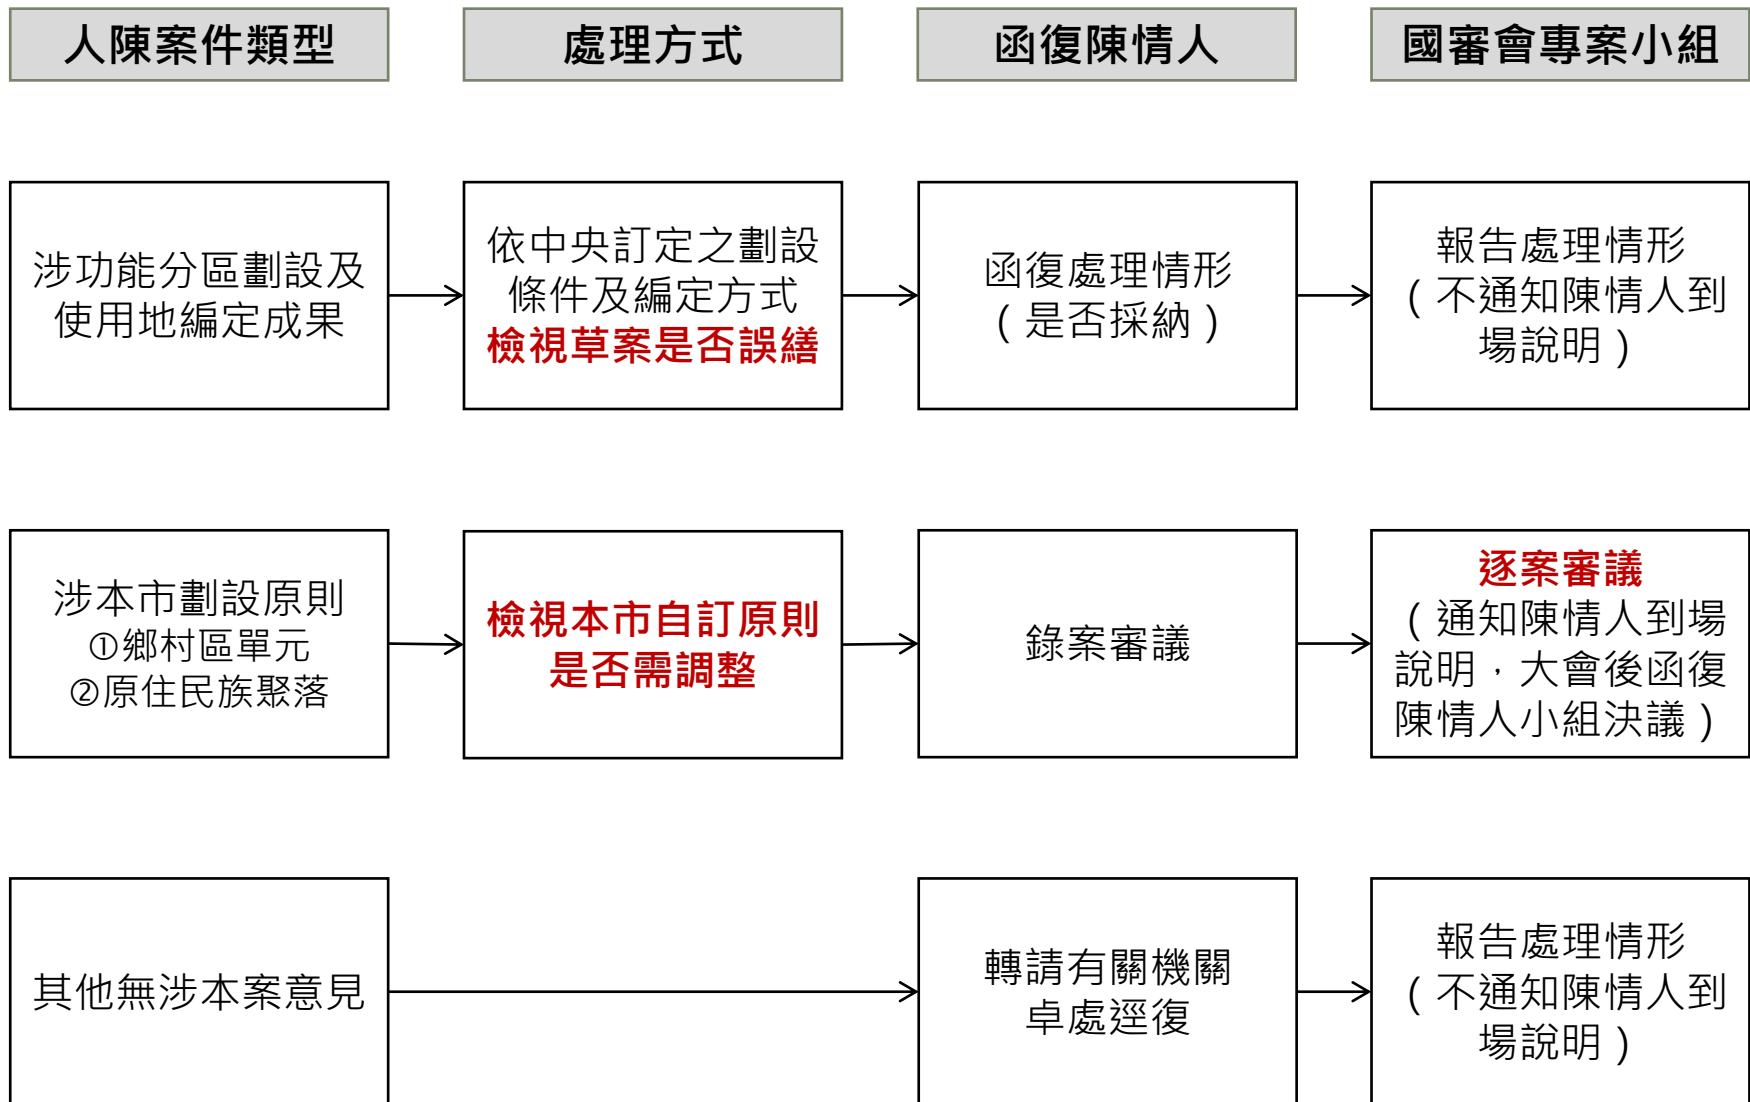 人陳案件類型
處理方式
函復陳情人
國審會專案小組
涉功能分區劃設及
使用地編定成果
依中央訂定之劃設
條件及編定方式
檢視草案是否誤繕
函復處理情形
(是否採納)
報告處理情形
(不通知陳情人到
場說明)
涉本市劃設原則
①鄉村區單元
②原住民族聚落
檢視本市自訂原則
是否需調整
錄案審議
逐案審議
(通知陳情人到場
說明，大會後函復
陳情人小組決議)
其他無涉本案意見
轉請有關機關
卓處逕復
報告處理情形
(不通知陳情人到
場說明)